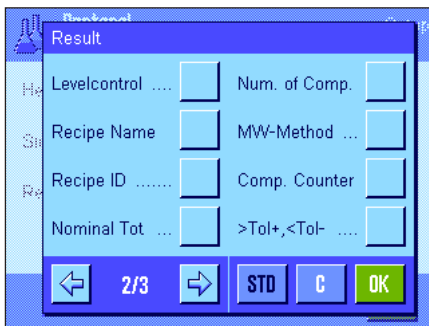 Result
Levelcontrol ....
Num. of Comp.
Recipe Name
MW-Method ...
Recipe ID .......
Comp. Counter
Nominal Tot ...
>Tol+,<Tol- ....
2/3
STD
C
OK